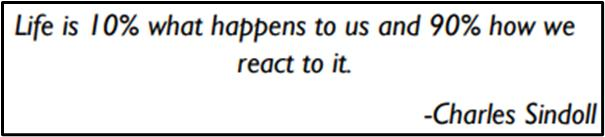 Life is 10% what happens to us and 90% how we
react to it.
-Charles Sindoll